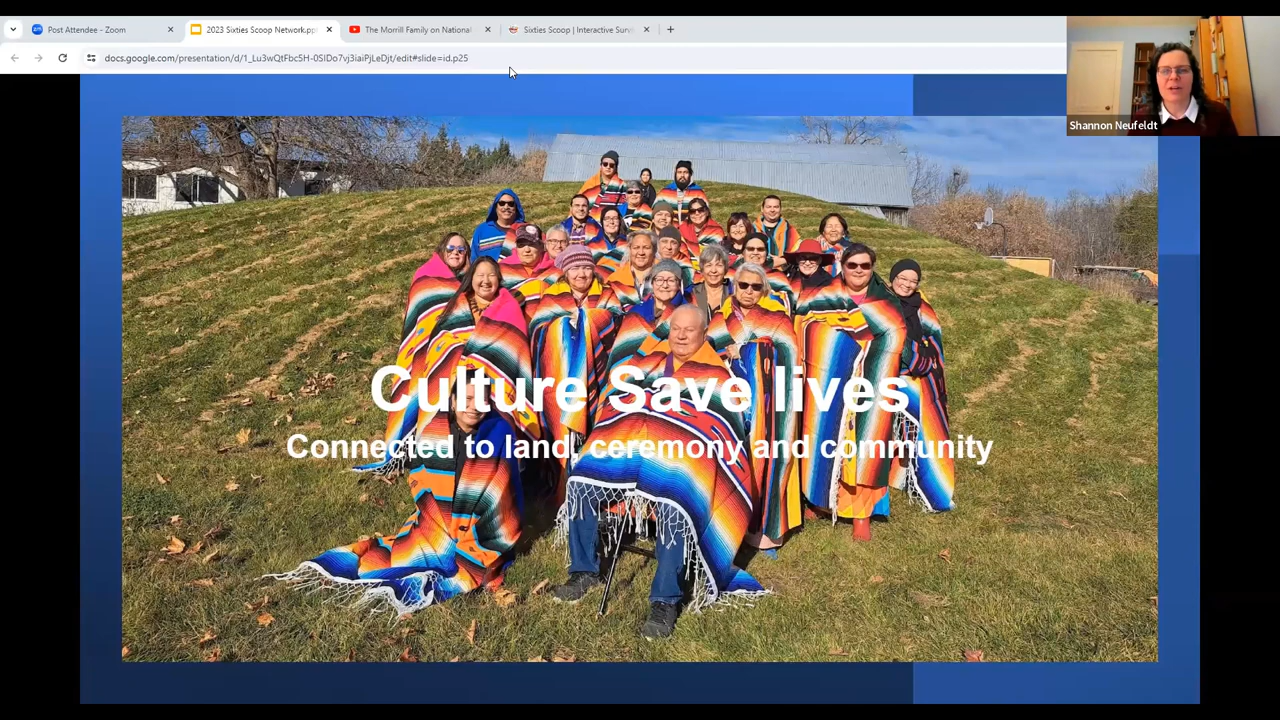 Post Attendee - Zoom
2023 Sixties Scoop Network.pp
The Morrill Family on National
Sixties Scoop | Interactive Surv
docs.google.com/presentation/d/1_Lu3wQtFbc5H-0SlDo7vj3iaiPjLeDjt/edit#slide=id.p25
Shannon Neufeldt
Culture Save lives
Connected to land, ceremony and community